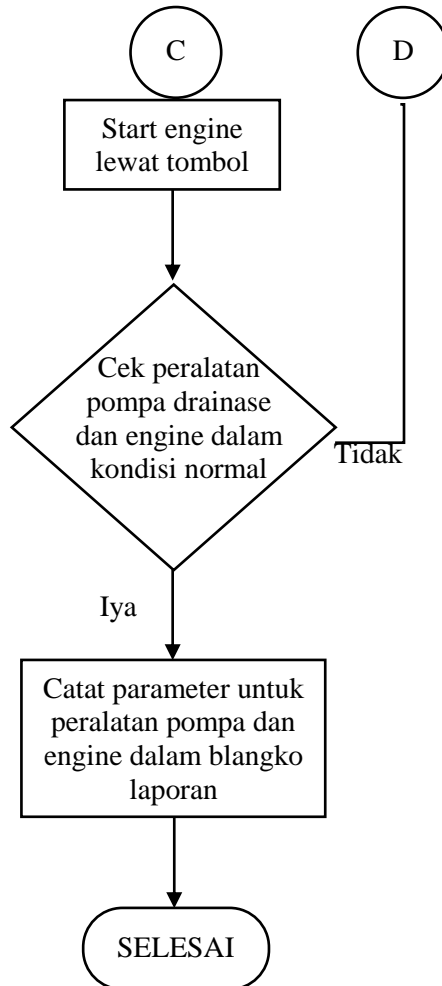 C
D
Start engine
lewat tombol
Cek peralatan
pompa drainase
dan engine dalam
kondisi normal
Tidak
Iya
Catat parameter untuk
peralatan pompa dan
engine dalam blangko
laporan
SELESAI